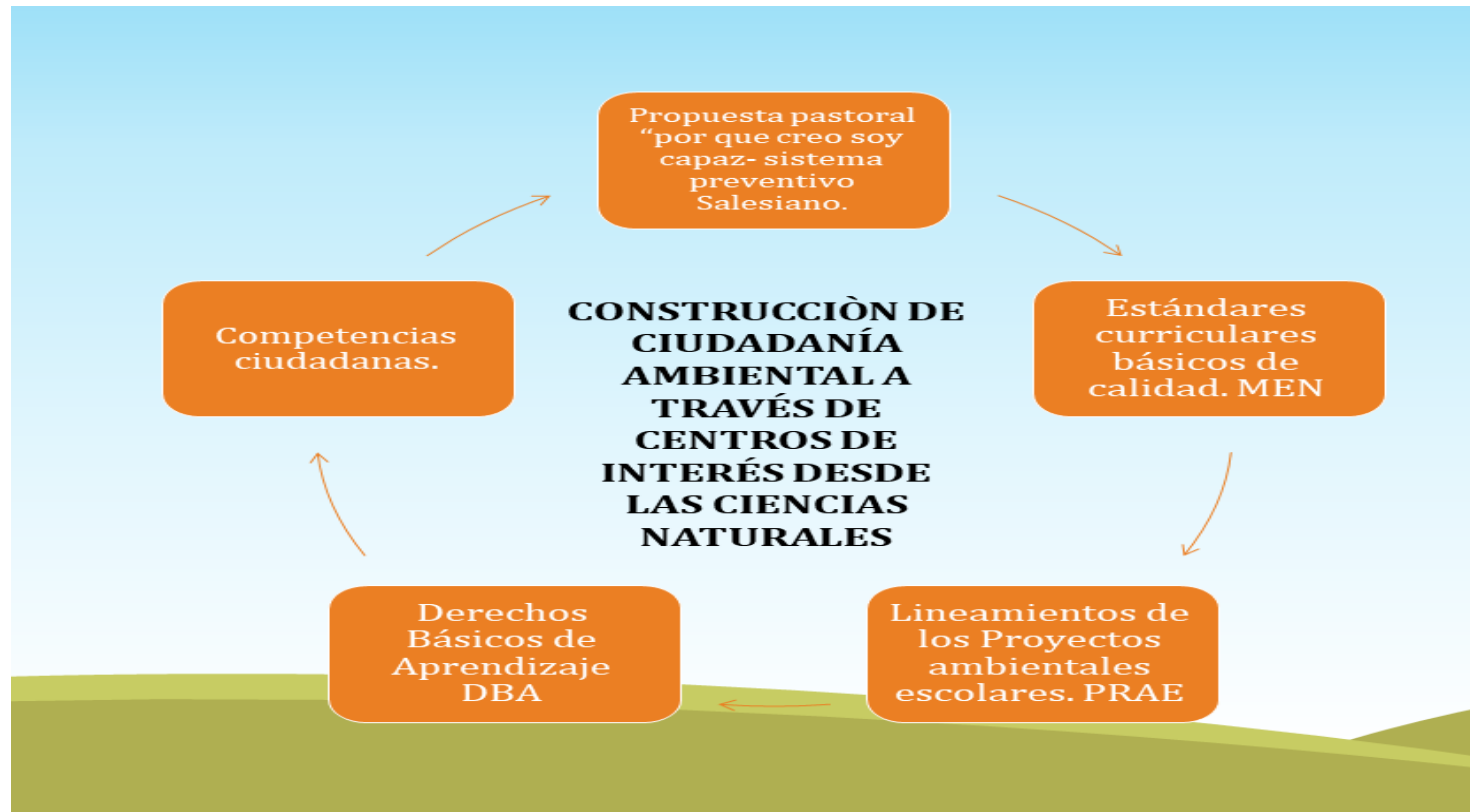 Propuesta pastoral
“por que creo soy
capaz- sistema
preventivo
Salesiano.
Estándares
curriculares
básicos de
calidad. MEN
Lineamientos de
los Proyectos
ambientales
escolares. PRAE
Derechos
Básicos de
Aprendizaje
DBA
Competencias
ciudadanas.
CONSTRUCCIÒN DE
CIUDADANÍA
AMBIENTAL A
TRAVÉS DE
CENTROS DE
INTERÉS DESDE
LAS CIENCIAS
NATURALES